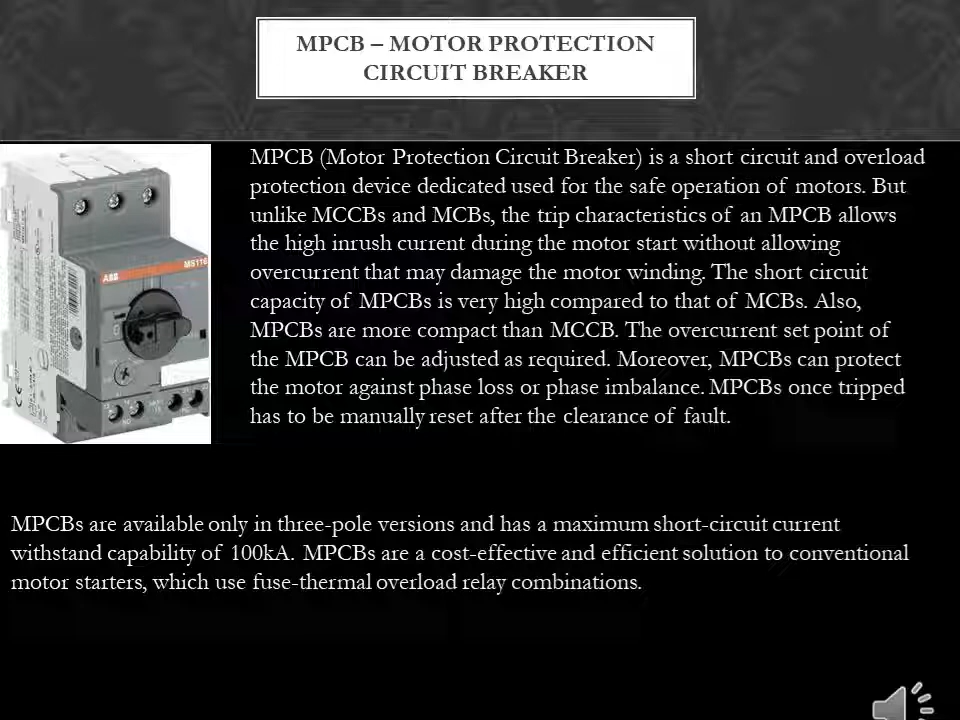 MPCB – MOTOR PROTECTION
CIRCUIT BREAKER
MPCB (Motor Protection Circuit Breaker) is a short circuit and overload
protection device dedicated used for the safe operation of motors. But
unlike MCCBs and MCBs, the trip characteristics of an MPCB allows
the high inrush current during the motor start without allowing
overcurrent that may damage the motor winding. The short circuit
capacity of MPCBs is very high compared to that of MCBs. Also,
MPCBs are more compact than MCCB. The overcurrent set point of
the MPCB can be adjusted as required. Moreover, MPCBs can protect
the motor against phase loss or phase imbalance. MPCBs once tripped
has to be manually reset after the clearance of fault.
ABB MS116
MPCBs are available only in three-pole versions and has a maximum short-circuit current
withstand capability of 100kA. MPCBs are a cost-effective and efficient solution to conventional
motor starters, which use fuse-thermal overload relay combinations.